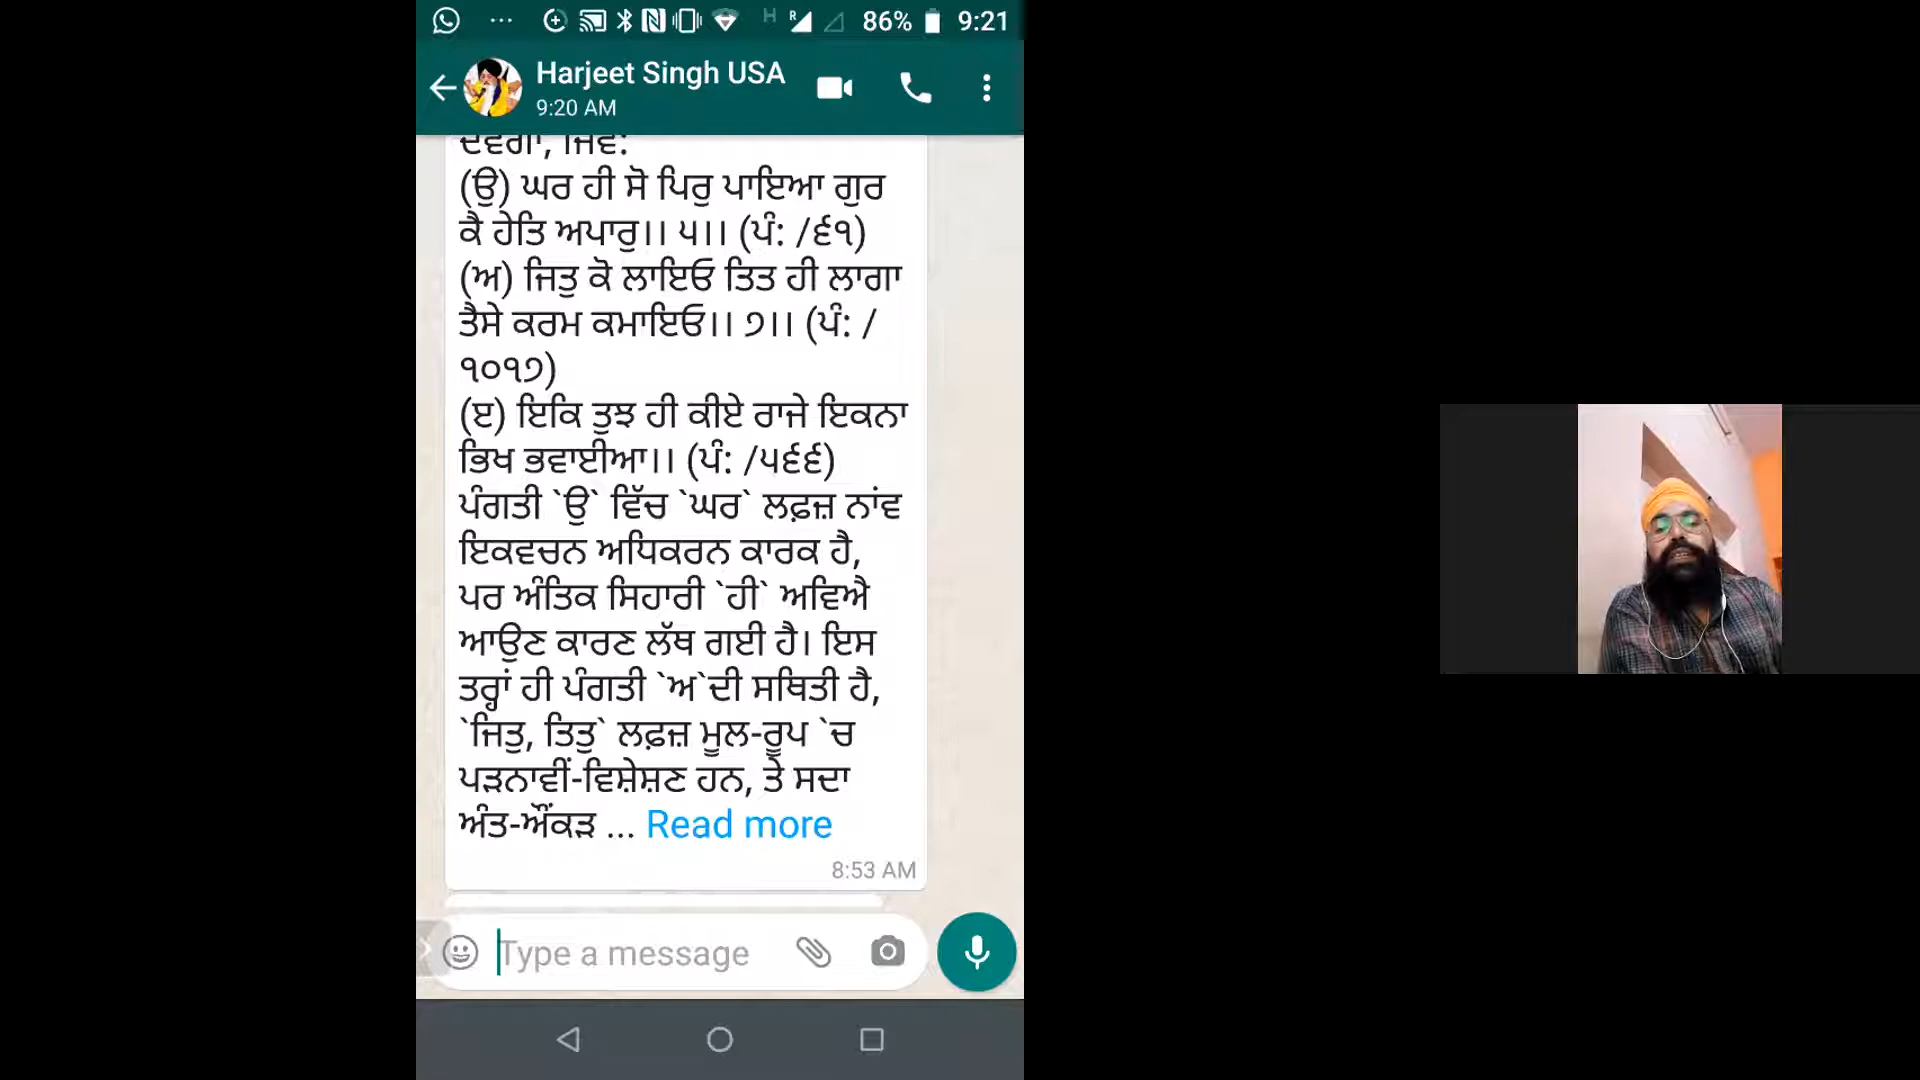 86% 9:21
Harjeet Singh USA
9:20 AM
ਦੇਵੇਗਾ, ਜਿਵੇਂ:
(ੳ) ਘਰ ਹੀ ਸੋ ਪਿਰੁ ਪਾਇਆ ਗੁਰ
ਕੈ ਹੇਤਿ ਅਪਾਰੁ।। ੫।। (ਪੰ: /੬੧)
(ਅ) ਜਿਤੁ ਕੋ ਲਾਇਓ ਤਿਤ ਹੀ ਲਾਗਾ
ਤੈਸੇ ਕਰਮ ਕਮਾਇਓ।। ੭।। (ਪੰ: /
੧੦੧੭)
(ੲ) ਇਕਿ ਤੁਝ ਹੀ ਕੀਏ ਰਾਜੇ ਇਕਨਾ
ਭਿਖ ਭਵਾਈਆ।। (ਪੰ: /੫੬੬)
ਪੰਗਤੀ `ੳ` ਵਿੱਚ `ਘਰ` ਲਫ਼ਜ਼ ਨਾਂਵ
ਇਕਵਚਨ ਅਧਿਕਰਨ ਕਾਰਕ ਹੈ,
ਪਰ ਅੰਤਿਕ ਸਿਹਾਰੀ `ਹੀ` ਅਵਿਐ
ਆਉਣ ਕਾਰਣ ਲੱਥ ਗਈ ਹੈ। ਇਸ
ਤਰ੍ਹਾਂ ਹੀ ਪੰਗਤੀ `ਅ`ਦੀ ਸਥਿਤੀ ਹੈ,
`ਜਿਤੁ, ਤਿਤੁ` ਲਫ਼ਜ਼ ਮੂਲ-ਰੂਪ `ਚ
ਪੜਨਾਵੀਂ-ਵਿਸ਼ੇਸ਼ਣ ਹਨ, ਤੇ ਸਦਾ
ਅੰਤ-ਔਂਕੜ ... Read more
8:53 AM
Type a message